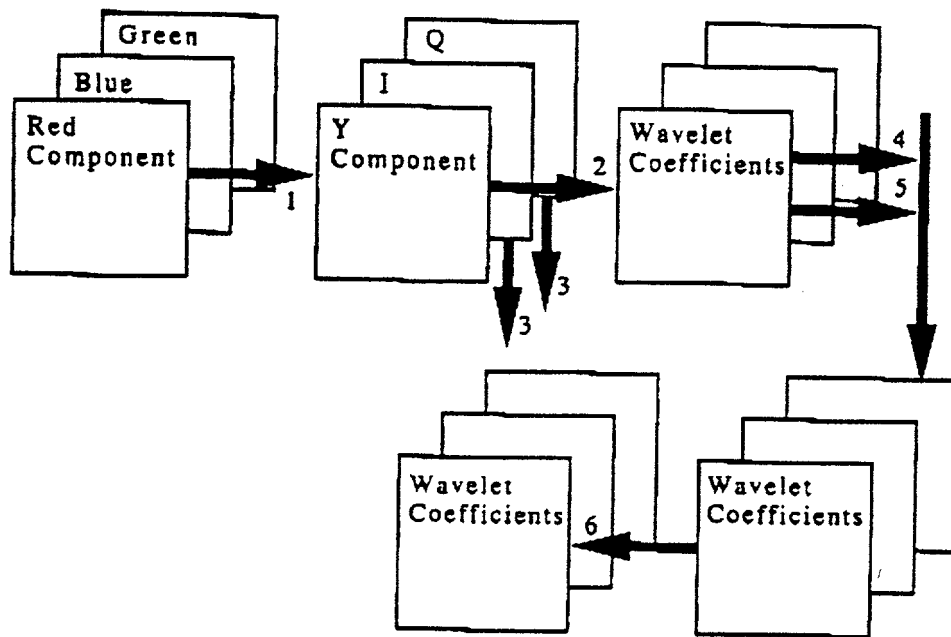 Green
Blue
Red
Component
1
Q
I
Y
Component
2
3
3
Wavelet
Coefficients
4
5
Wavelet
Coefficients
6
Wavelet
Coefficients